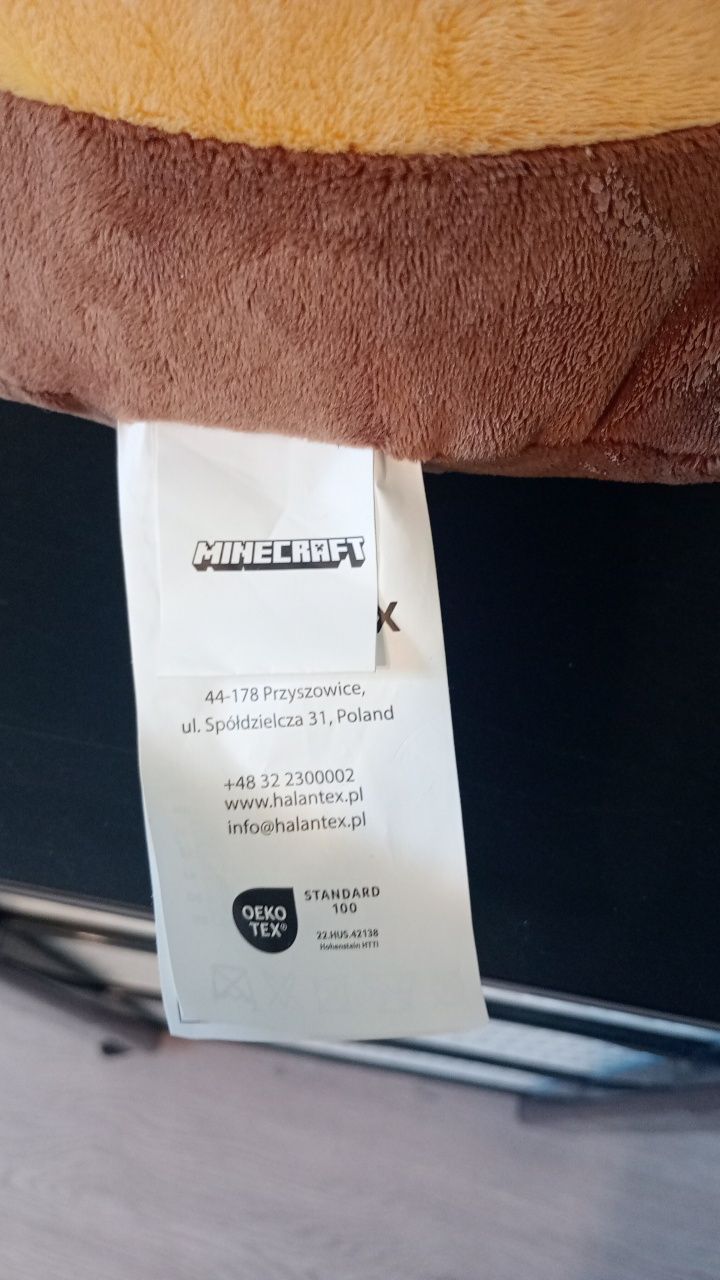 MINECRAFT
X
44-178 Przyszowice,
ul. Spółdzielcza 31, Poland
+48 32 2300002
www.halantex.pl
info@halantex.pl
OEKO
TEX®
STANDARD
100
22.HUS.42138
Hohenstein HTTI